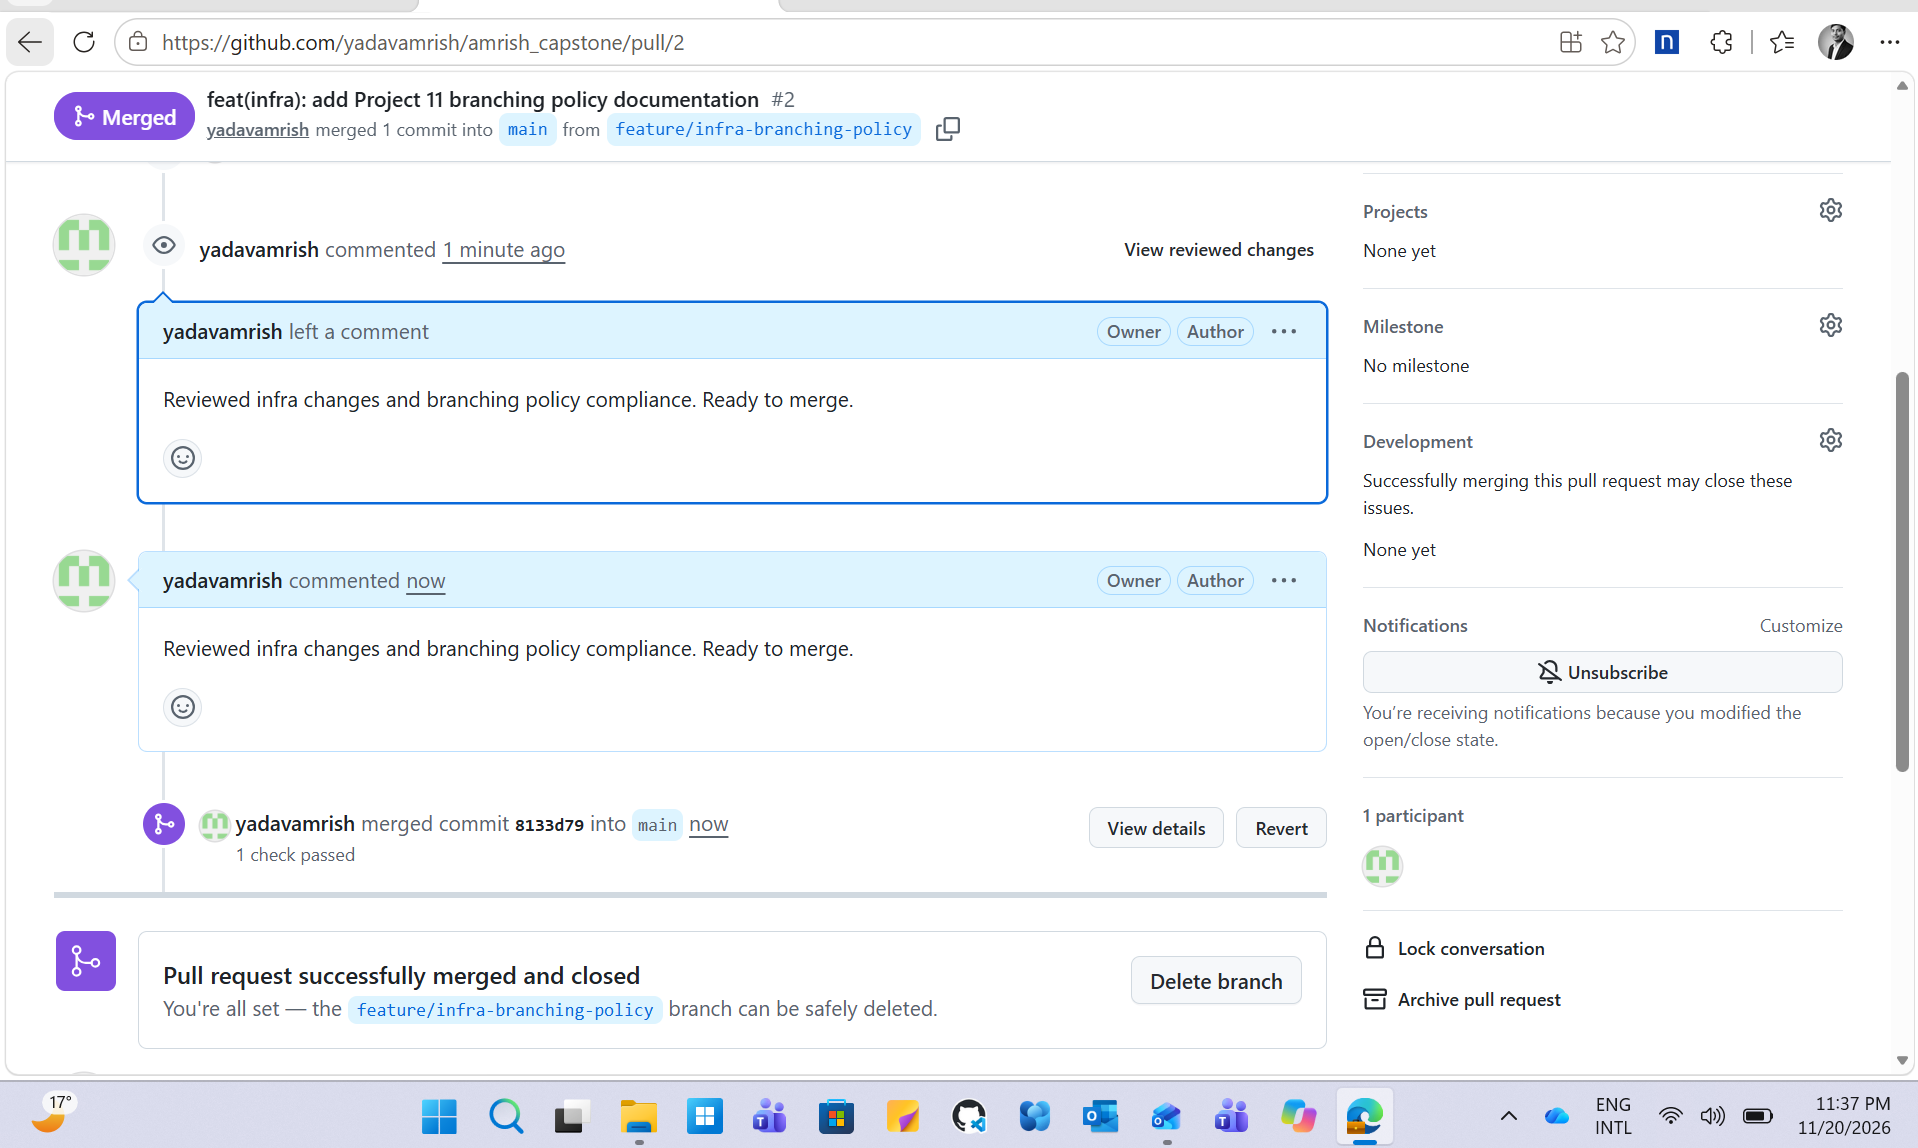 https://github.com/yadavamrish/amrish_capstone/pull/2
n
Merged
feat(infra): add Project 11 branching policy documentation #2
yadavamrish merged 1 commit into main from feature/infra-branching-policy
yadavamrish commented 1 minute ago
View reviewed changes
yadavamrish left a comment
Owner
Author
Reviewed infra changes and branching policy compliance. Ready to merge.
yadavamrish commented now
Owner
Author
Reviewed infra changes and branching policy compliance. Ready to merge.
yadavamrish merged commit 8133d79 into main now
1 check passed
View details
Revert
Pull request successfully merged and closed
You're all set — the feature/infra-branching-policy branch can be safely deleted.
Delete branch
Projects
None yet
Milestone
No milestone
Development
Successfully merging this pull request may close these
issues.
None yet
Notifications
Customize
Unsubscribe
You're receiving notifications because you modified the
open/close state.
1 participant
Lock conversation
Archive pull request
17°
ENG
INTL
11:37 PM
11/20/2026